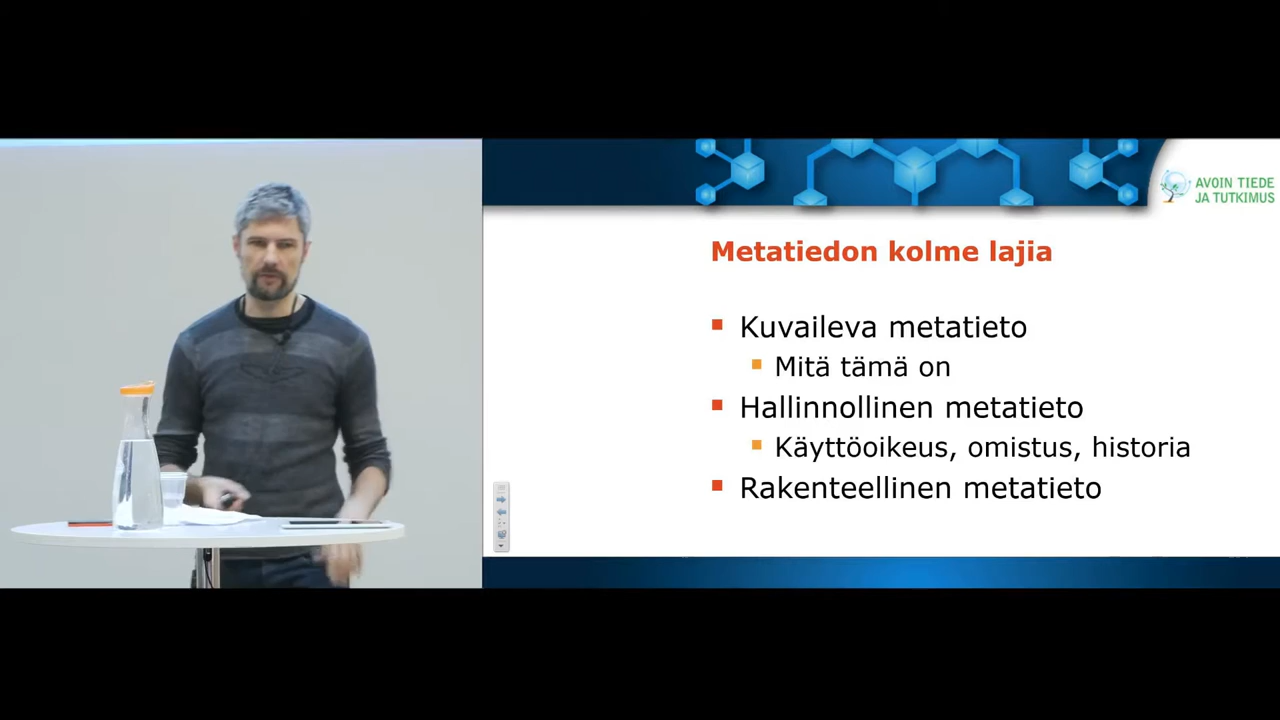 AVOIN TIEDE
JA TUTKIMUS
Metatiedon kolme lajia
Kuvaileva metatieto
Mitä tämä on
Hallinnollinen metatieto
Käyttöoikeus, omistus, historia
Rakenteellinen metatieto